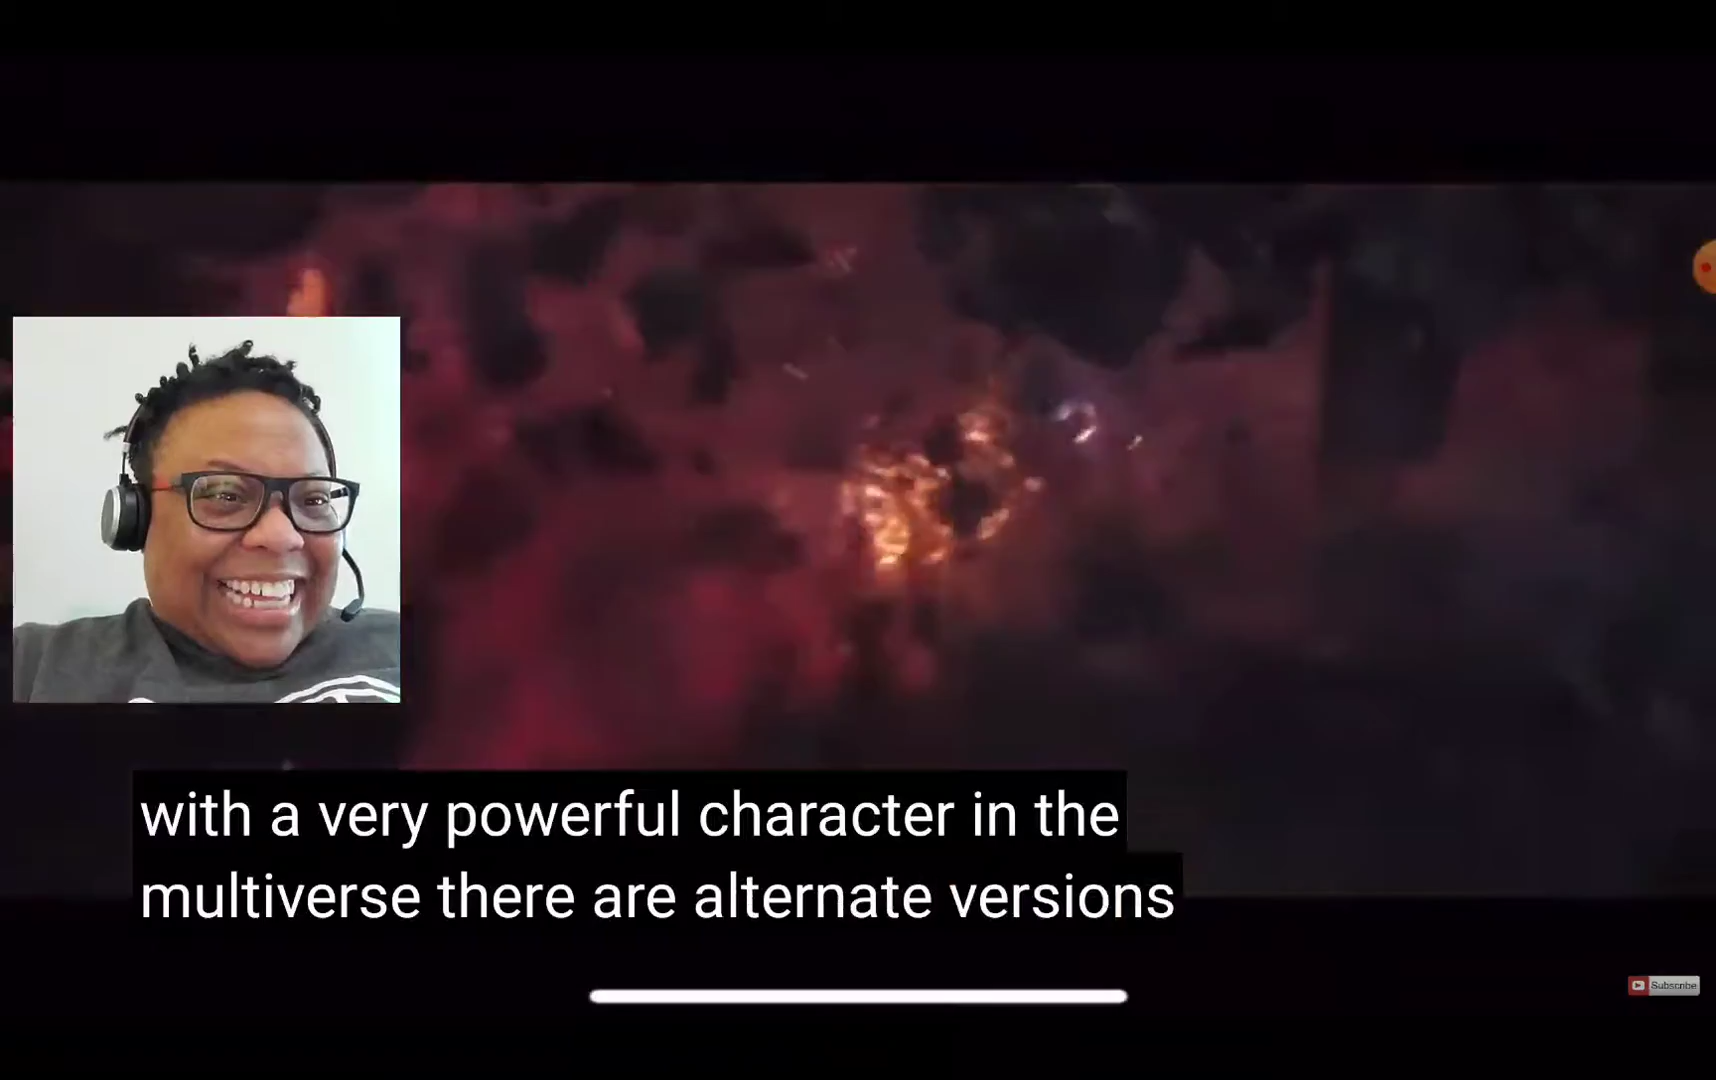 with a very powerful character in the
multiverse there are alternate versions
Subscribe